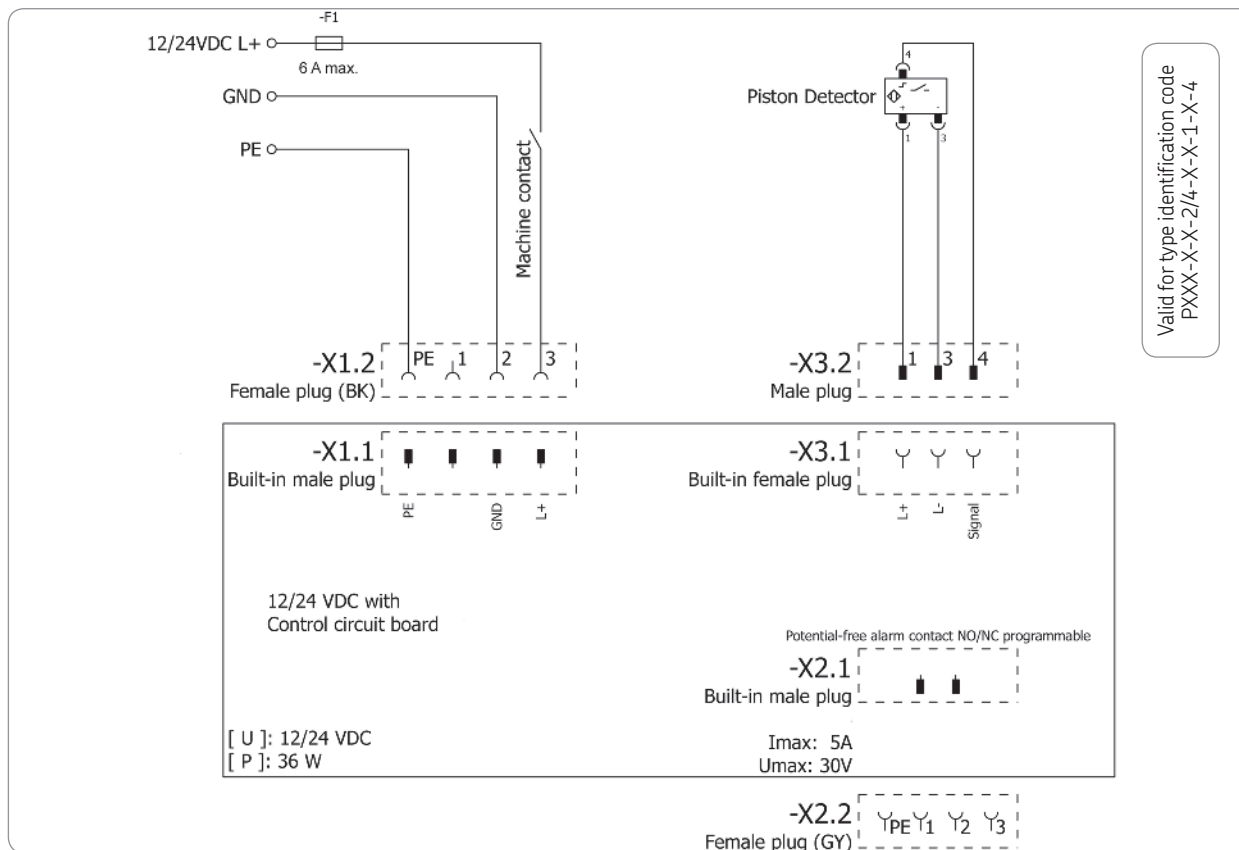 -F1
12/24VDC L+
6 A max.
GND
PE
Machine contact
-X1.2
Female plug (BK)
PE 1 2 3
-X1.1
Built-in male plug
PE GND L+
4
Piston Detector
+ -
1 3
-X3.2
Male plug
1 3 4
-X3.1
Built-in female plug
L+ L- Signal
12/24 VDC with
Control circuit board
Potential-free alarm contact NO/NC programmable
-X2.1
Built-in male plug
[ U ]: 12/24 VDC
[ P ]: 36 W
Imax: 5A
Umax: 30V
-X2.2
Female plug (GY)
PE 1 2 3
Valid for type identification code
PXXX-X-X-2/4-X-X-1-X-4